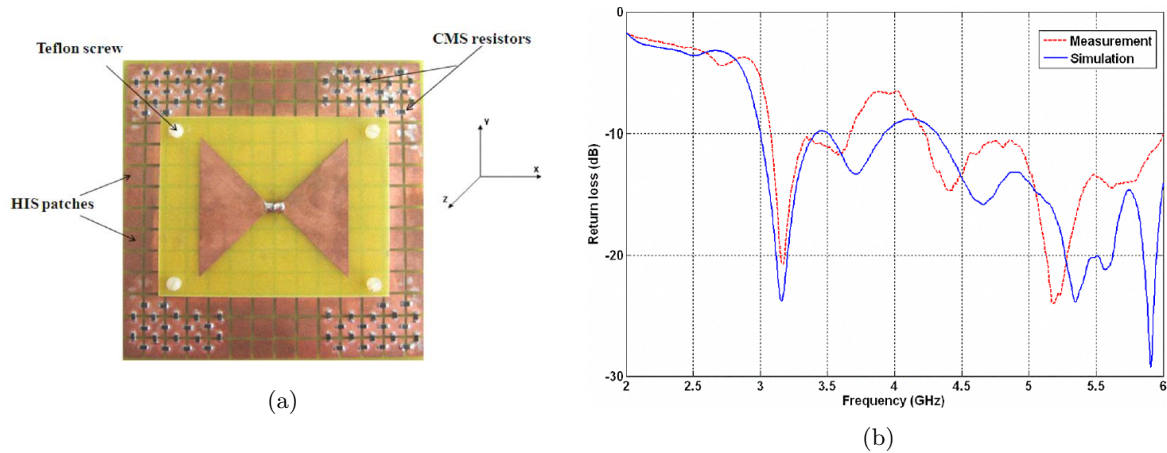 Teflon screw
CMS resistors
HIS patches
Y
X
Z
(a)
0
-10
-20
-30
Return loss (dB)
2
2.5
3
3.5
4
4.5
5
5.5
6
Frequency (GHz)
Measurement
Simulation
(b)